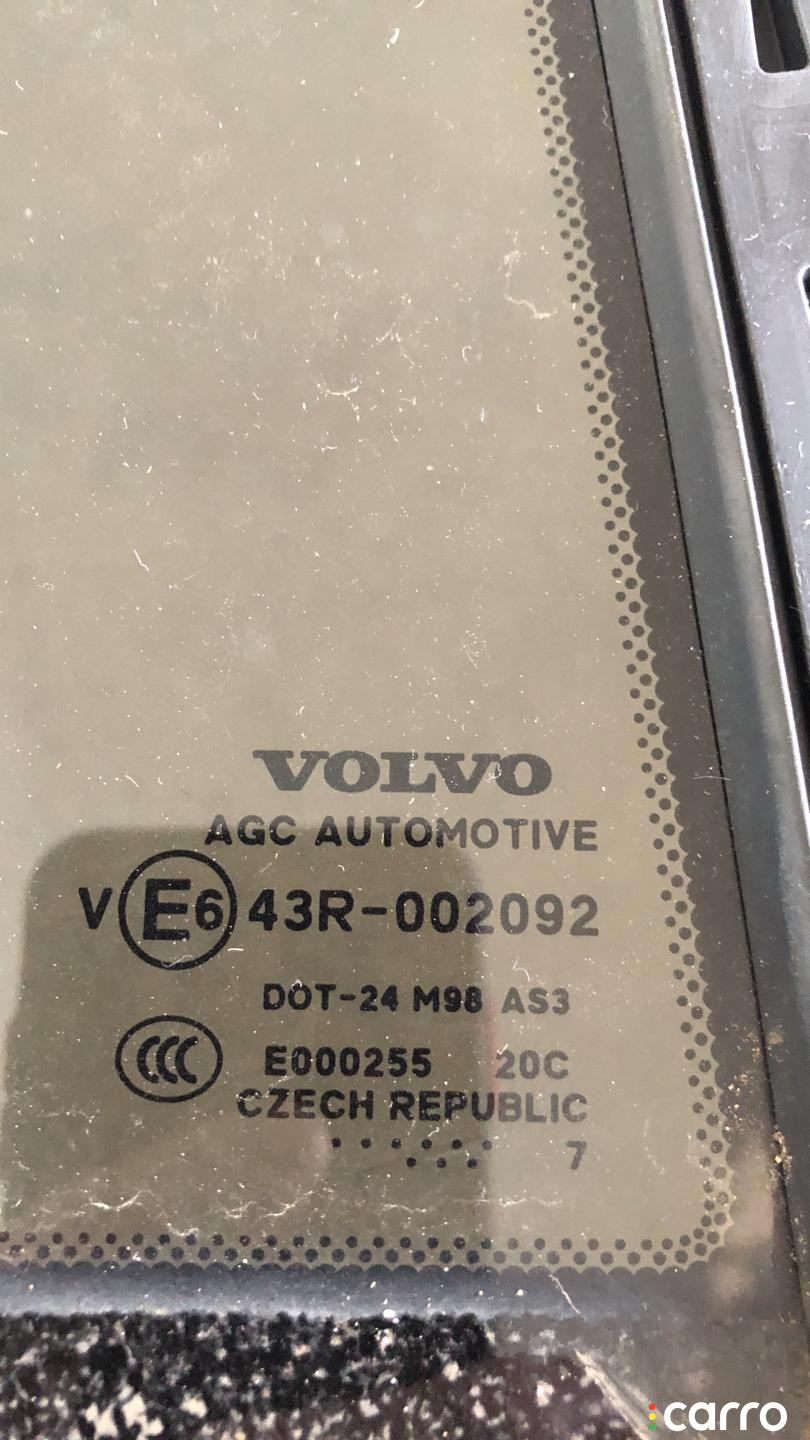 VOLVO
AGC AUTOMOTIVE
V E6 43R-002092
DOT-24 M98 AS3
CCC E000255 20C
CZECH REPUBLIC
7
carro